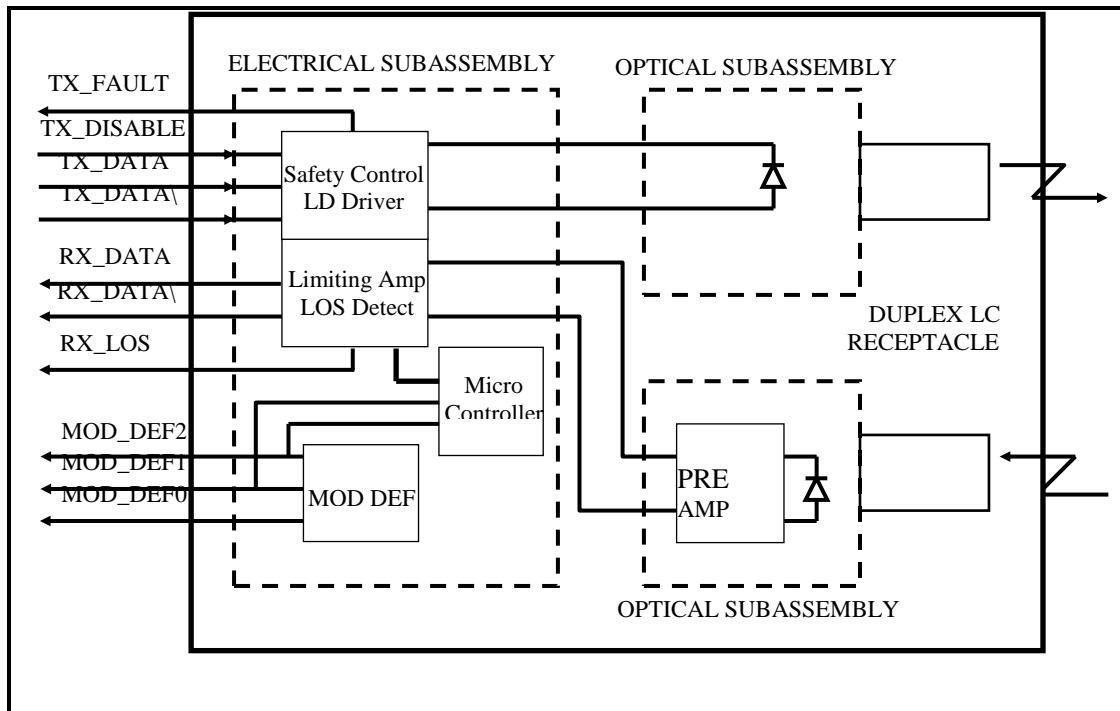 ELECTRICAL SUBASSEMBLY
OPTICAL SUBASSEMBLY
TX_FAULT
TX_DISABLE
TX_DATA
TX_DATA\
Safety Control
LD Driver
RX_DATA
RX_DATA\
Limiting Amp
LOS Detect
RX_LOS
DUPLEX LC
RECEPTACLE
Micro
Controller
MOD_DEF2
MOD_DEF1
MOD_DEF0
MOD DEF
PRE
AMP
OPTICAL SUBASSEMBLY